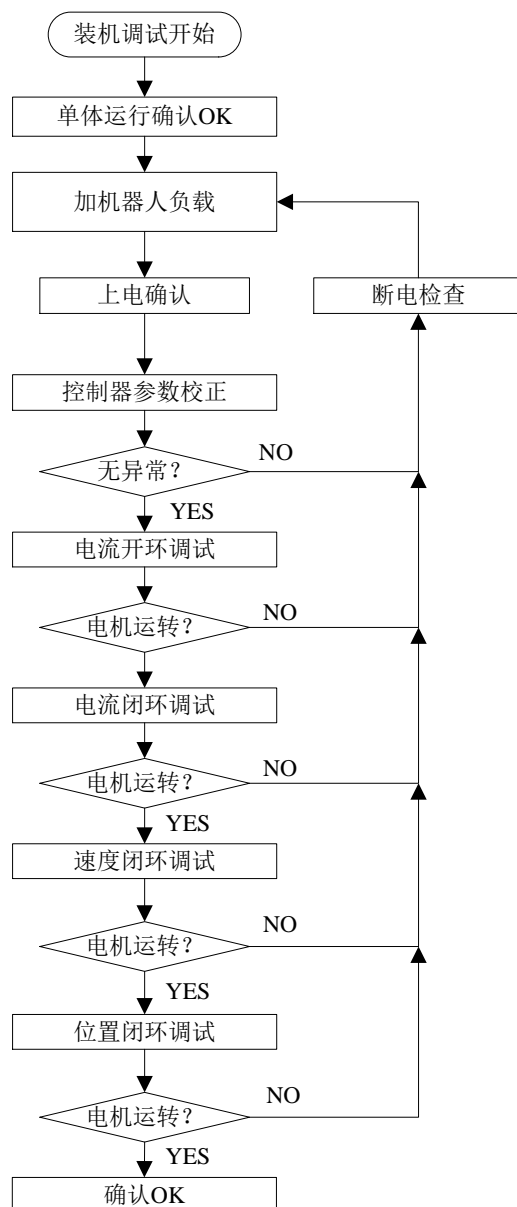 装机调试开始
单体运行确认OK
加机器人负载
上电确认
断电检查
控制器参数校正
无异常？
NO
YES
电流开环调试
电机运转？
NO
电流闭环调试
电机运转？
NO
YES
速度闭环调试
电机运转？
NO
YES
位置闭环调试
电机运转？
NO
YES
确认OK